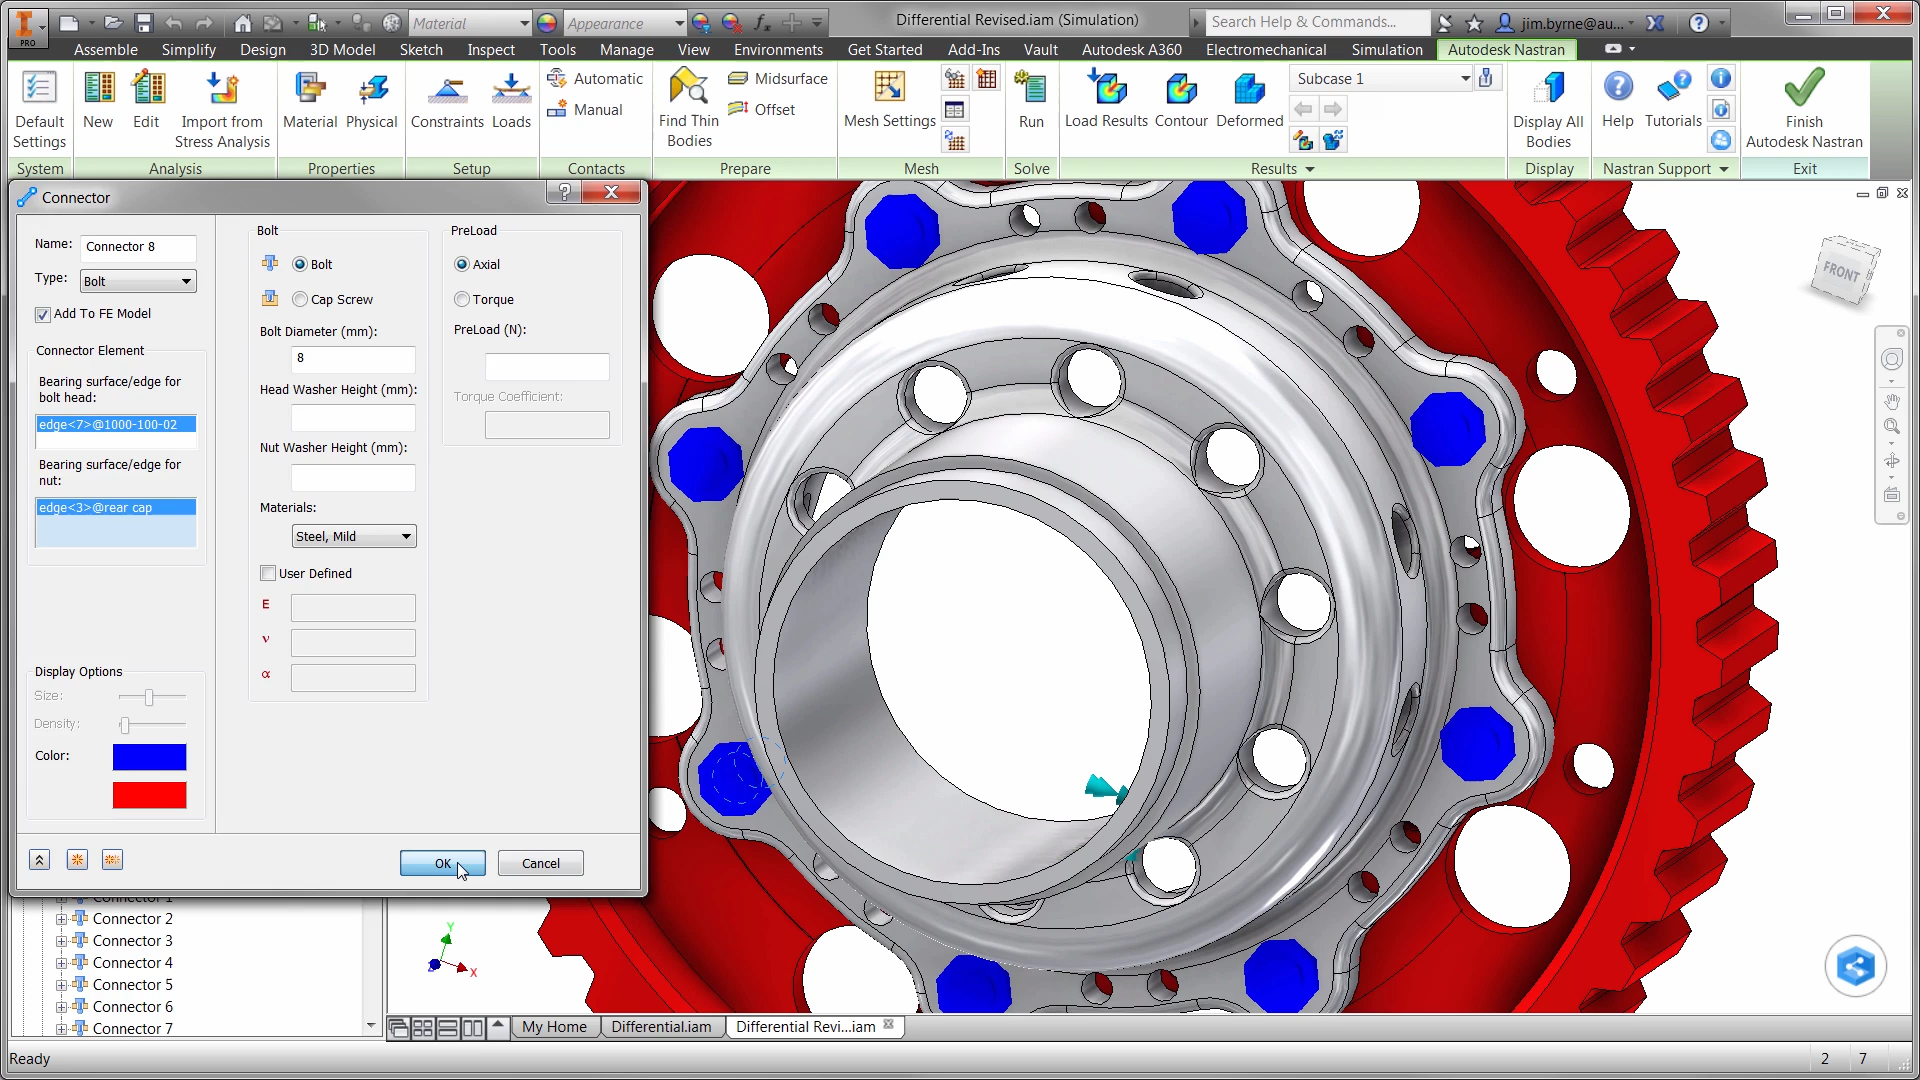 PRO
Material
Appearance
Differential Revised.iam (Simulation)
Search Help & Commands...
jim.byrne@au...
Assemble Simplify Design 3D Model Sketch Inspect Tools Manage View Environments Get Started Add-Ins Vault Autodesk A360 Electromechanical Simulation Autodesk Nastran
Default Settings
System
New
Edit
Import from Stress Analysis
Analysis
Material
Physical
Properties
Constraints
Loads
Setup
Automatic
Manual
Contacts
Find Thin Bodies
Midsurface
Offset
Prepare
Mesh Settings
Mesh
Run
Solve
Load Results
Contour
Deformed
Subcase 1
Results
Display All Bodies
Display
Help
Tutorials
Nastran Support
Finish Autodesk Nastran
Exit
Connector
Name: Connector 8
Type: Bolt
Add To FE Model
Connector Element
Bearing surface/edge for
bolt head:
edge<7>@1000-100-02
Bearing surface/edge for
nut:
edge<3>@rear cap
Display Options
Size:
Density:
Color:
Bolt
Bolt
Cap Screw
Bolt Diameter (mm):
8
Head Washer Height (mm):
Nut Washer Height (mm):
Materials:
Steel, Mild
User Defined
E
ν
α
PreLoad
Axial
Torque
PreLoad (N):
Torque Coefficient:
OK
Cancel
FRONT
Connector 1
Connector 2
Connector 3
Connector 4
Connector 5
Connector 6
Connector 7
Y
X
My Home
Differential.iam
Differential Revi...iam
Ready
2 7